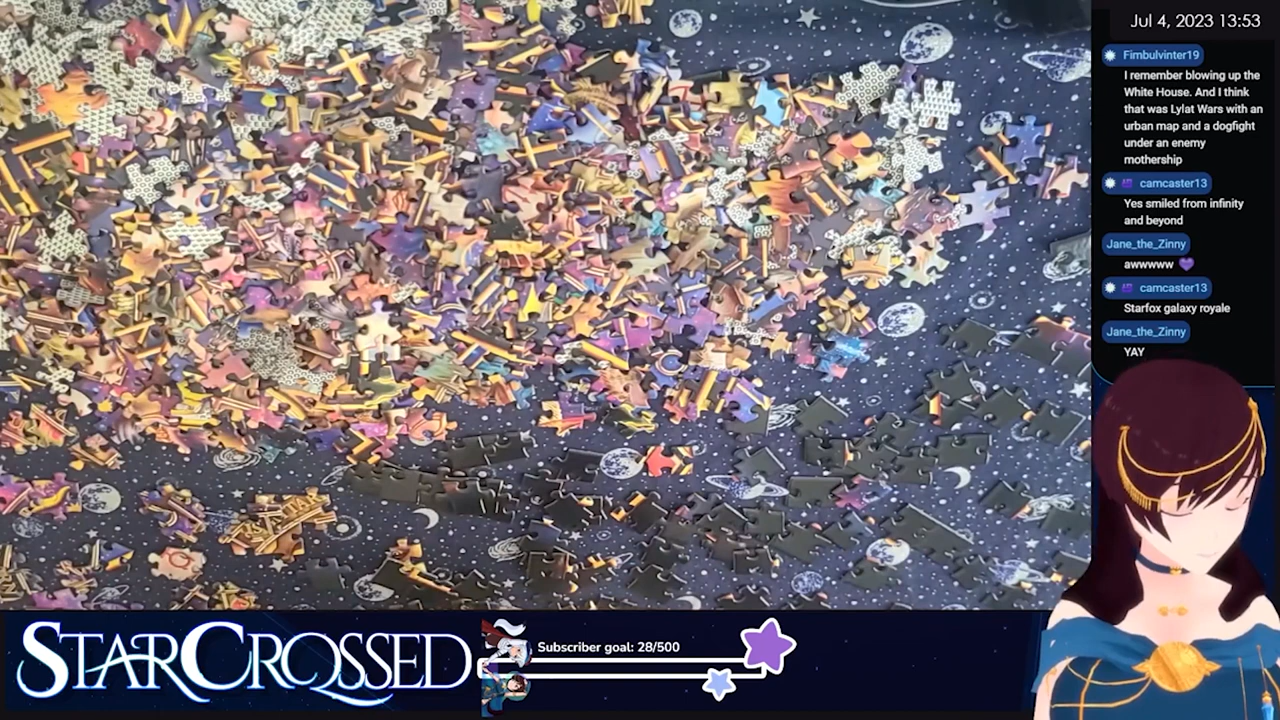 Jul 4, 2023 13:53
Fimbulvinter19
I remember blowing up the
White House. And I think
that was Lylat Wars with an
urban map and a dogfight
under an enemy
mothership
camcaster13
Yes smiled from infinity
and beyond
Jane_the_Zinny
awwwww 💜
camcaster13
Starfox galaxy royale
Jane_the_Zinny
YAY
STARCROSSED
Subscriber goal: 28/500